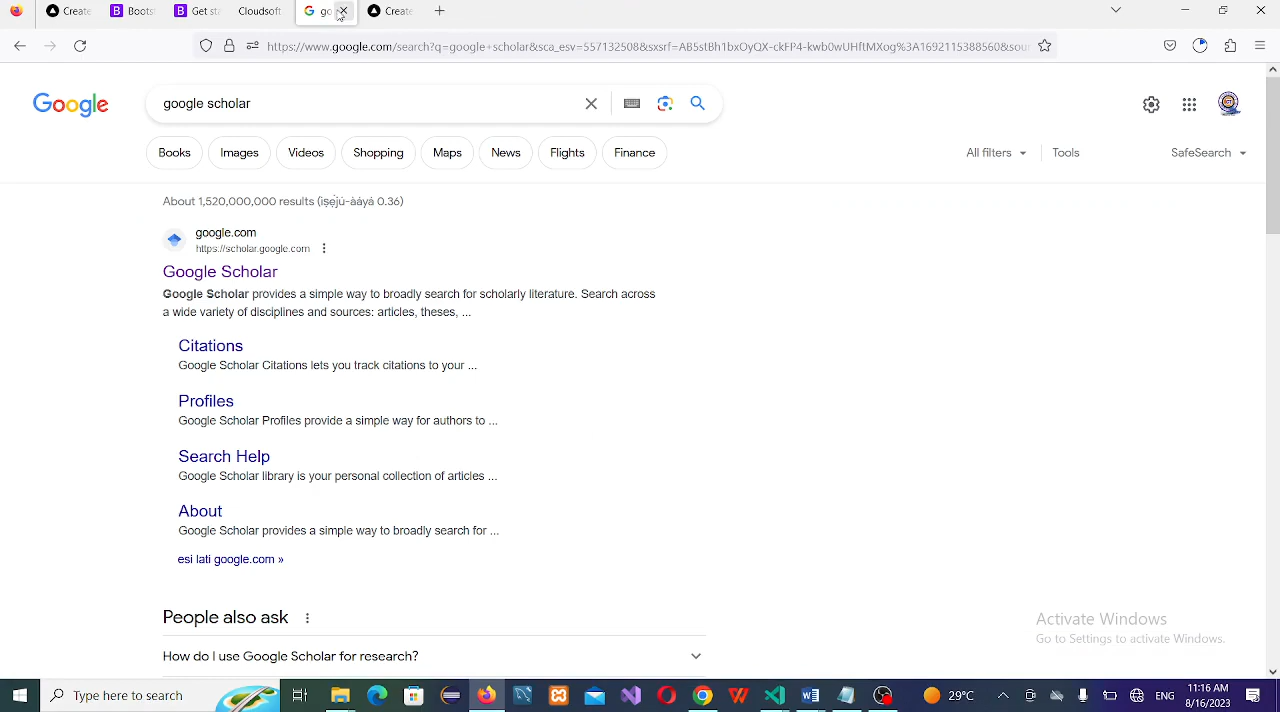 Create
Boots
Get sta
Cloudsoft
go
Create
https://www.google.com/search?q=google+scholar&sca_esv=557132508&sxsrf=AB5stBh1bxOjQX-ckFP4-kwb0wUHftMXog%3A1692115388560&sour
Google
google scholar
Books
Images
Videos
Shopping
Maps
News
Flights
Finance
All filters
Tools
SafeSearch
About 1,520,000,000 results (ìṣẹ́jú-àáyá 0.36)
google.com
https://scholar.google.com
Google Scholar
Google Scholar provides a simple way to broadly search for scholarly literature. Search across
a wide variety of disciplines and sources: articles, theses, ...
Citations
Google Scholar Citations lets you track citations to your ...
Profiles
Google Scholar Profiles provide a simple way for authors to ...
Search Help
Google Scholar library is your personal collection of articles ...
About
Google Scholar provides a simple way to broadly search for ...
esi lati google.com »
People also ask
How do I use Google Scholar for research?
Activate Windows
Go to Settings to activate Windows.
Type here to search
29°C
ENG
11:16 AM
8/16/2023